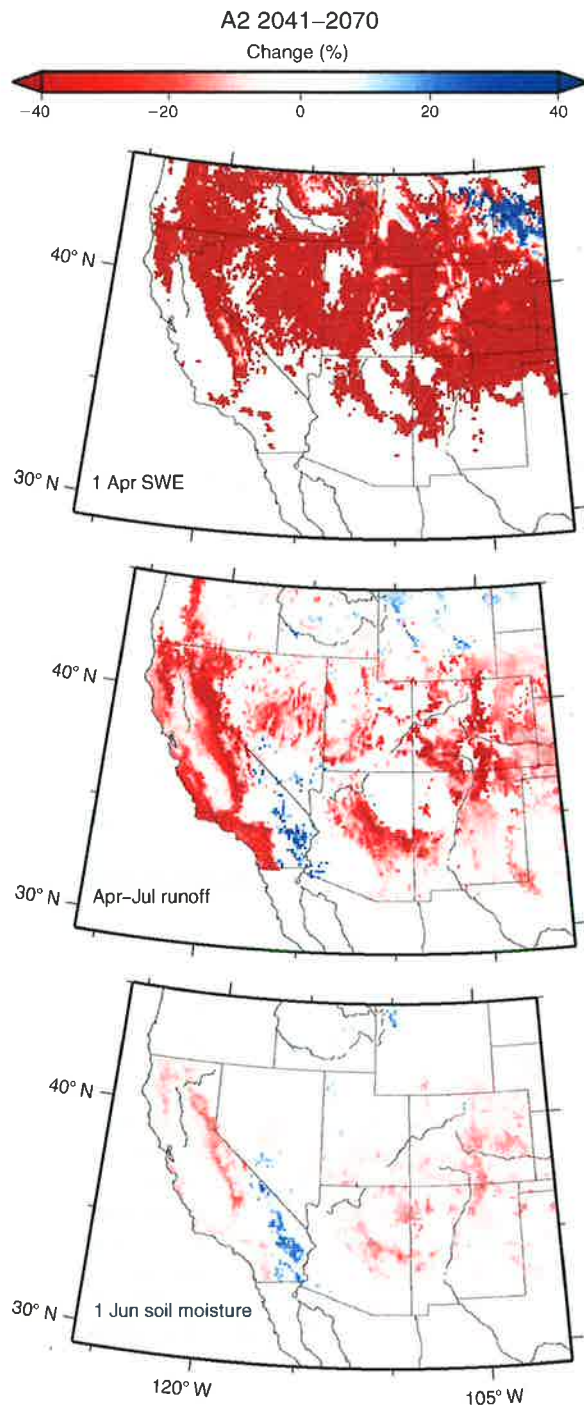 A2 2041–2070
Change (%)
−40 −20 0 20 40
40° N
30° N
1 Apr SWE
40° N
30° N
Apr–Jul runoff
40° N
30° N
1 Jun soil moisture
120° W 105° W